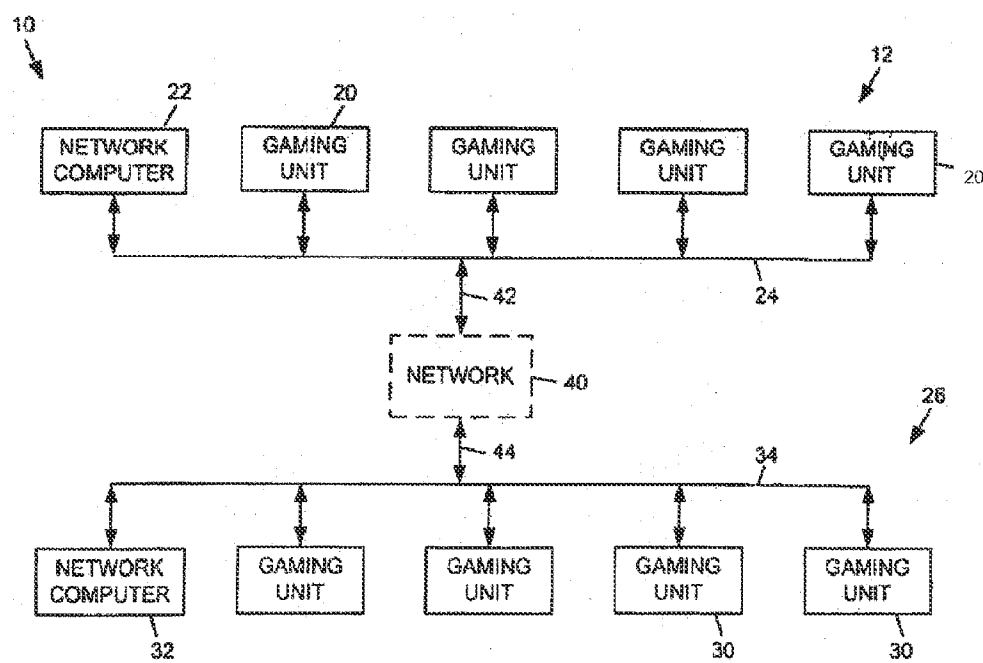 10
12
22
20
NETWORK
COMPUTER
GAMING
UNIT
GAMING
UNIT
GAMING
UNIT
GAMING
UNIT
20
24
42
NETWORK
40
26
44
34
NETWORK
COMPUTER
GAMING
UNIT
GAMING
UNIT
GAMING
UNIT
GAMING
UNIT
32
30
30